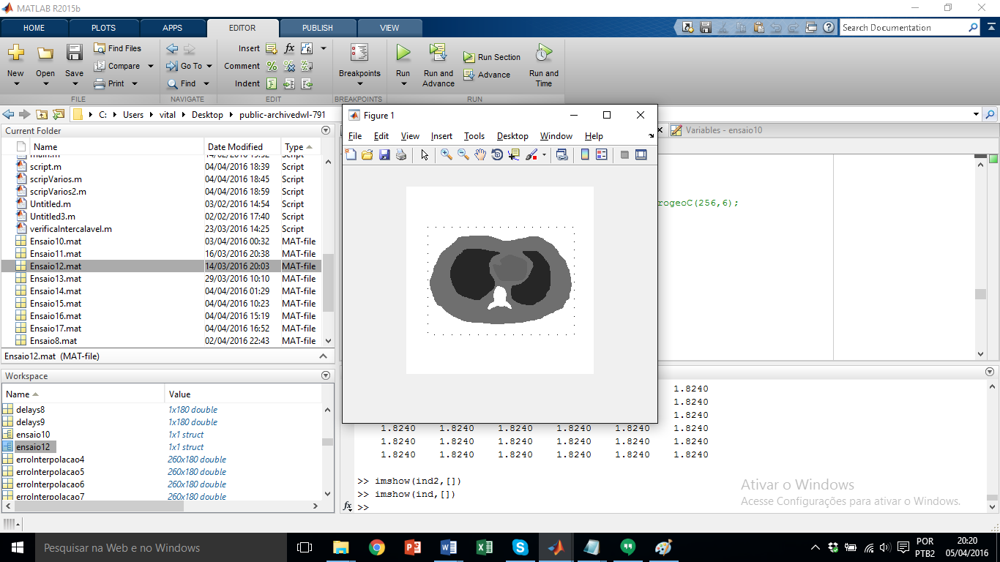 MATLAB R2015b
HOME PLOTS APPS EDITOR PUBLISH VIEW
Search Documentation
New Open Save Find Files Compare Print
Go To Find
Insert Comment Indent
fx
Breakpoints
Run Run and Advance Run Section Advance Run and Time
FILE NAVIGATE EDIT BREAKPOINTS RUN
C: Users vital Desktop public-archivedwl-791
Current Folder
Name Date Modified Type
main.m Script
script.m 04/04/2016 18:39 Script
scripVarios.m 04/04/2016 18:45 Script
scripVarios2.m 04/04/2016 18:59 Script
Untitled.m 03/02/2016 14:54 Script
Untitled3.m 02/02/2016 17:40 Script
verificaIntercalavel.m 23/03/2016 14:25 Script
Ensaio10.mat 03/04/2016 00:32 MAT-file
Ensaio11.mat 16/03/2016 20:38 MAT-file
Ensaio12.mat 14/03/2016 20:03 MAT-file
Ensaio13.mat 29/03/2016 10:10 MAT-file
Ensaio14.mat 04/04/2016 01:29 MAT-file
Ensaio15.mat 04/04/2016 10:23 MAT-file
Ensaio16.mat 04/04/2016 15:19 MAT-file
Ensaio17.mat 04/04/2016 16:52 MAT-file
Ensaio8.mat 02/04/2016 22:43 MAT-file
Ensaio12.mat (MAT-file)
Workspace
Name Value
delays8 1x180 double
delays9 1x180 double
ensaio10 1x1 struct
ensaio12 1x1 struct
erroInterpolacao4 260x180 double
erroInterpolacao5 260x180 double
erroInterpolacao6 260x180 double
erroInterpolacao7 260x180 double
Figure 1
File Edit View Insert Tools Desktop Window Help
Variables - ensaio10
rogeoC(256,6);
1.8240
1.8240
1.8240
1.8240 1.8240 1.8240 1.8240 1.8240 1.8240
1.8240 1.8240 1.8240 1.8240 1.8240 1.8240
1.8240 1.8240 1.8240 1.8240 1.8240 1.8240
>> imshow(ind2,[])
>> imshow(ind,[])
fx >>
Ativar o Windows
Acesse Configurações para ativar o Windows.
Pesquisar na Web e no Windows
POR
PTB2
20:20
05/04/2016